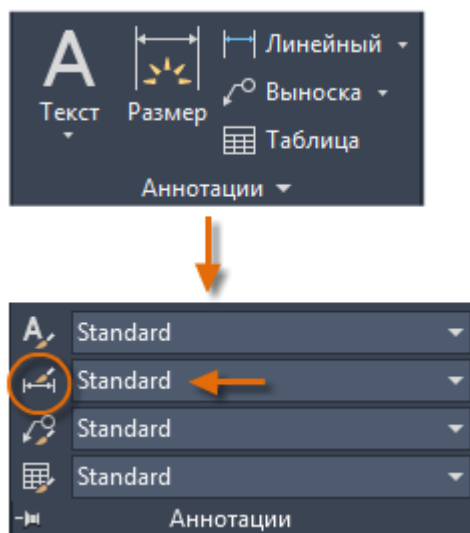 A
Линейный
Текст
Размер
Выноска
Таблица
Аннотации
Standard
Standard
Standard
Standard
Аннотации